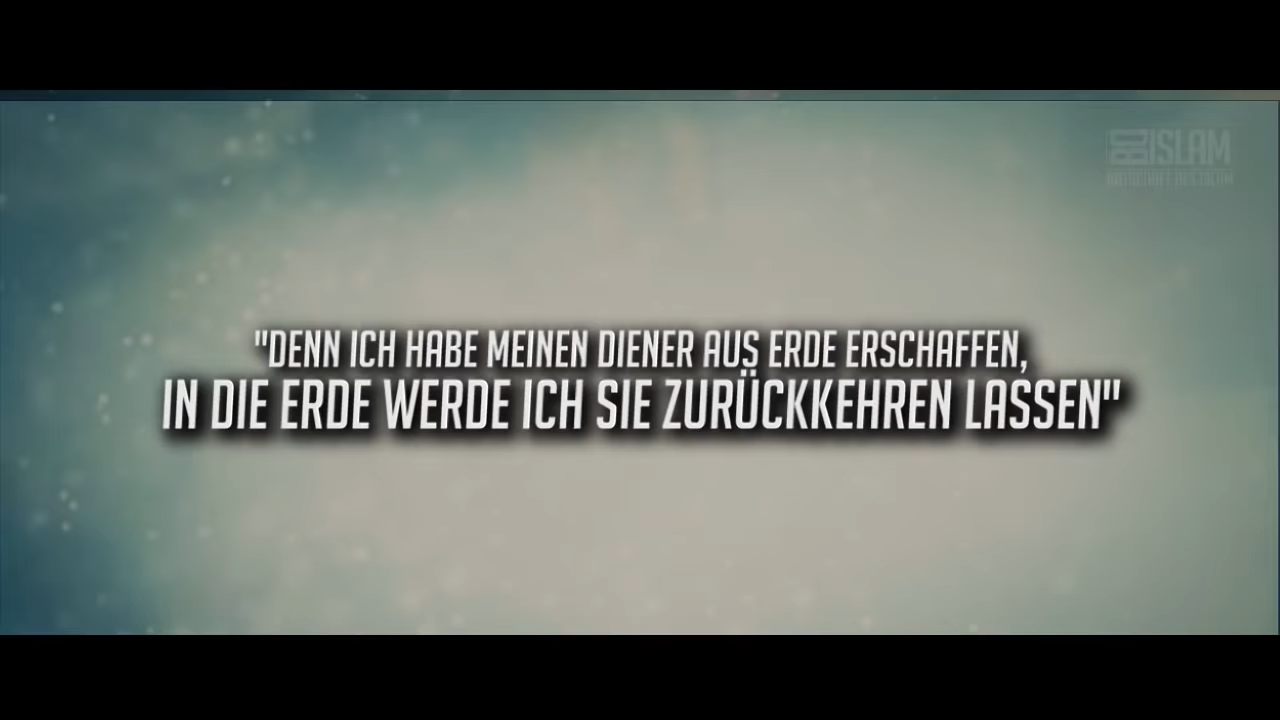 ISLAM
"DENN ICH HABE MEINEN DIENER AUS ERDE ERSCHAFFEN,
IN DIE ERDE WERDE ICH SIE ZURÜCKKEHREN LASSEN"